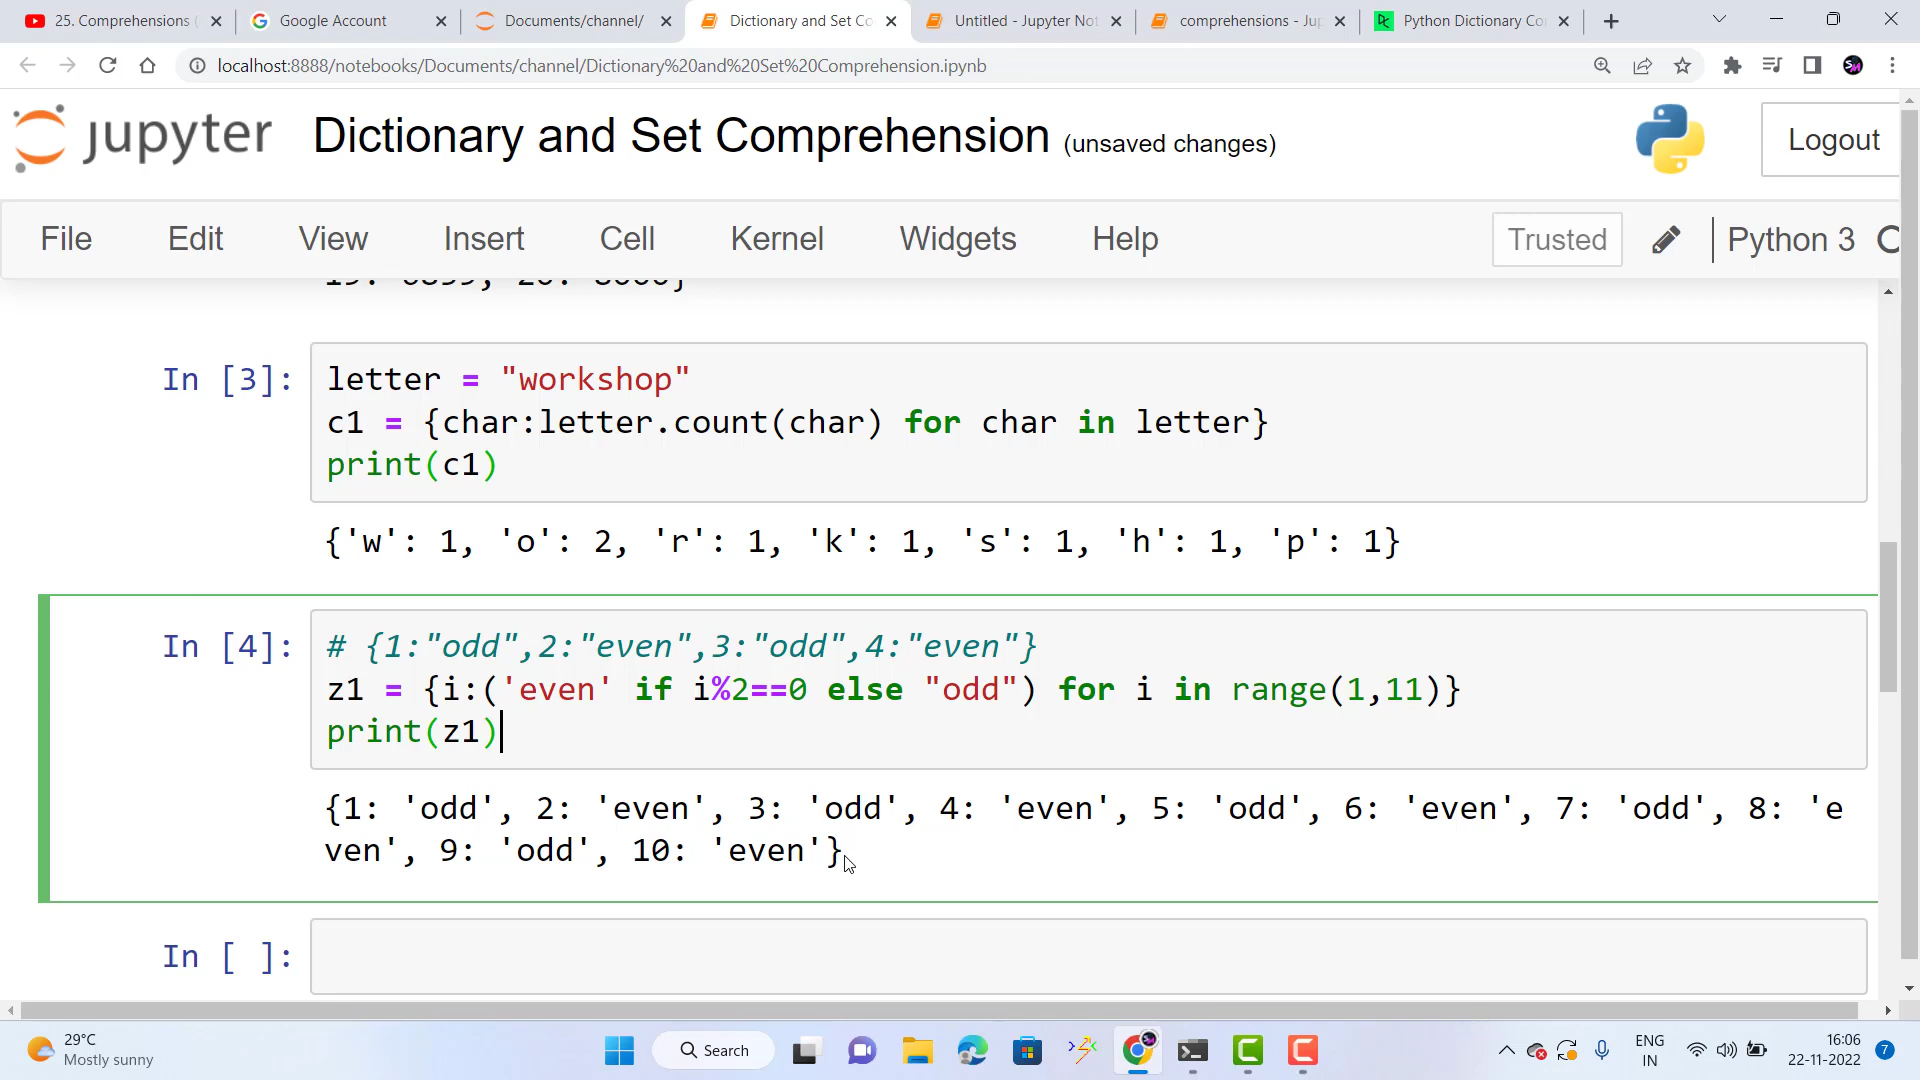 25. Comprehensions (
Google Account
Documents/channel/
Dictionary and Set Co
Untitled - Jupyter Not
comprehensions - Jup
Python Dictionary Co
localhost:8888/notebooks/Documents/channel/Dictionary%20and%20Set%20Comprehension.ipynb
jupyter Dictionary and Set Comprehension (unsaved changes)
Logout
File Edit View Insert Cell Kernel Widgets Help
Trusted
Python 3
In [3]: letter = "workshop"
c1 = {char:letter.count(char) for char in letter}
print(c1)
{'w': 1, 'o': 2, 'r': 1, 'k': 1, 's': 1, 'h': 1, 'p': 1}
In [4]: # {1:"odd",2:"even",3:"odd",4:"even"}
z1 = {i:('even' if i%2==0 else "odd") for i in range(1,11)}
print(z1)
{1: 'odd', 2: 'even', 3: 'odd', 4: 'even', 5: 'odd', 6: 'even', 7: 'odd', 8: 'e
ven', 9: 'odd', 10: 'even'}
In [ ]:
29°C
Mostly sunny
Search
ENG
IN
16:06
22-11-2022
7